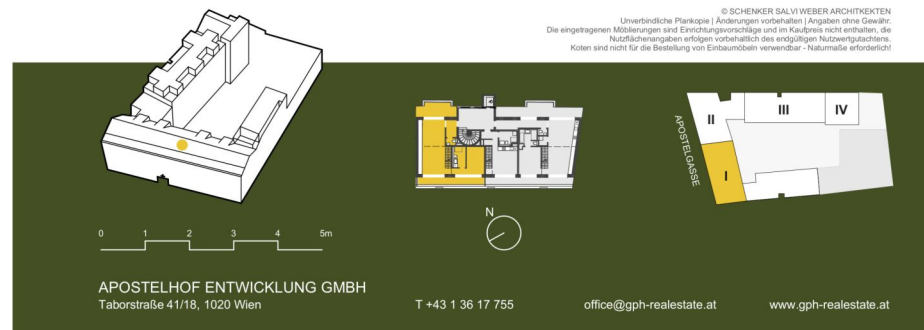 © SCHENKER SALVI WEBER ARCHITKEKTEN
Unverbindliche Plankopie | Änderungen vorbehalten | Angaben ohne Gewähr.
Die eingetragenen Möblierungen sind Einrichtungsvorschläge und im Kaufpreis nicht enthalten, die
Nutzflächenangaben erfolgen vorbehaltlich des endgültigen Nutzwertgutachtens.
Koten sind nicht für die Bestellung von Einbaumöbeln verwendbar - Naturmaße erforderlich!
II
III
IV
APOSTELGASSE
I
N
0 1 2 3 4 5m
APOSTELHOF ENTWICKLUNG GMBH
Taborstraße 41/18, 1020 Wien
T +43 1 36 17 755
office@gph-realestate.at
www.gph-realestate.at